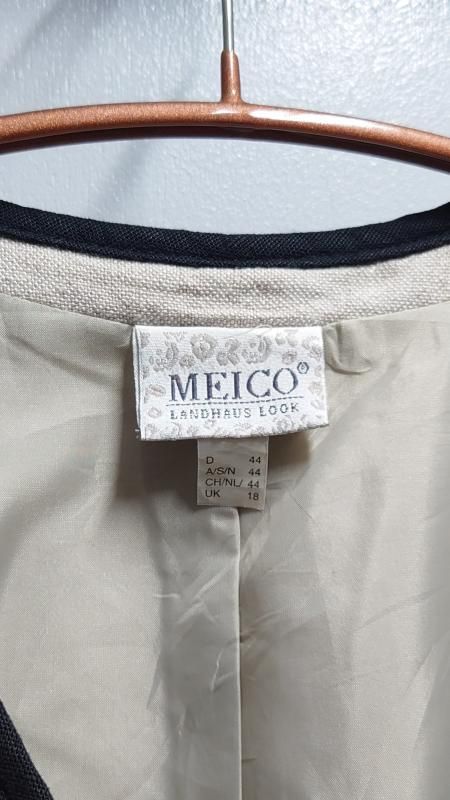 MEICO®
LANDHAUS LOOK
D 44
A/S/N 44
CH/NL/ 44
UK 18